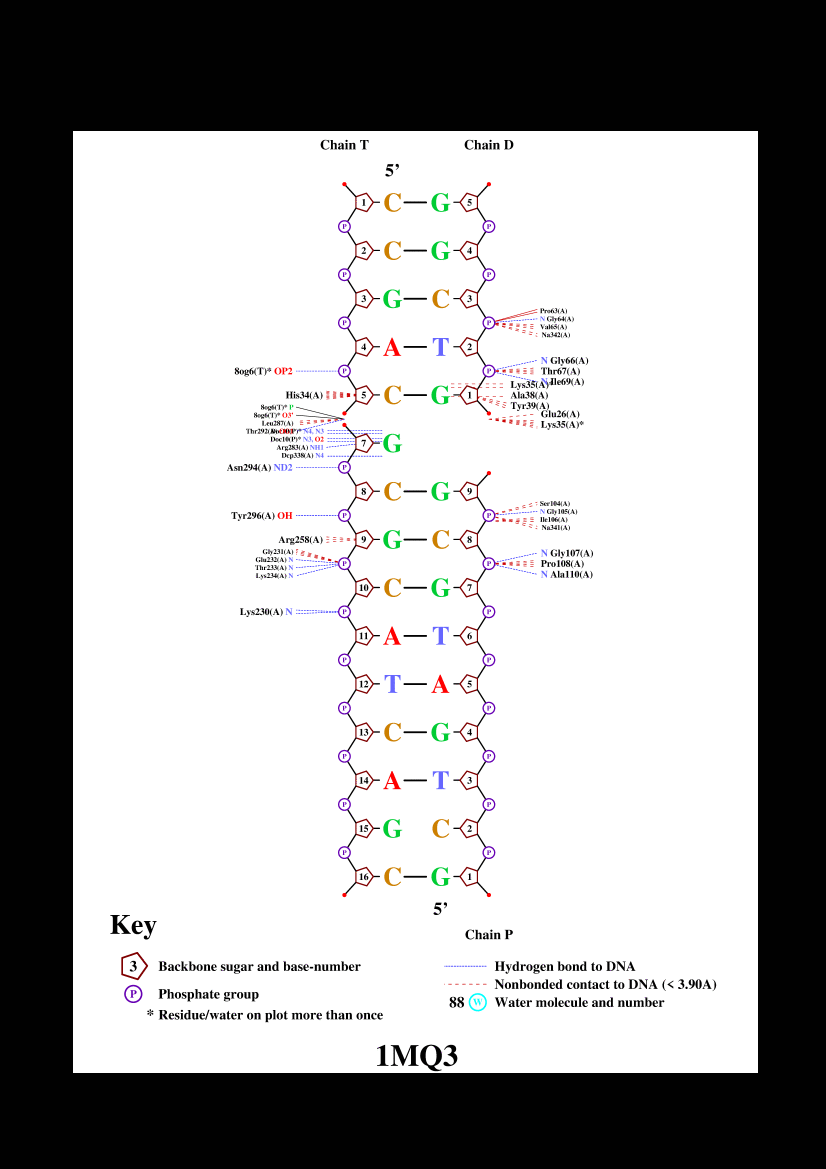 Chain T Chain D
5’
1 C G 5
P P
2 C G 4
P P
3 G C 3
Pro63(A)
P P N Gly64(A)
Val65(A)
Na342(A)
4 A T 2
N Gly66(A)
8og6(T)* OP2 P P Thr67(A)
N Ile69(A)
Lys35(A)*
His34(A) 5 C G 1 Ala38(A)
Tyr39(A)
8og6(T)* P
8og6(T)* O3' Glu26(A)
Leu287(A) Lys35(A)*
Thr292(A) N4, N3
Doc10(P)* N3, O2
7 G
Arg283(A) NH1
Dcp338(A) N4
Asn294(A) ND2 P
8 C G 9
Ser104(A)
Tyr296(A) OH P P N Gly105(A)
Ile106(A)
Na341(A)
Arg258(A) 9 G C 8
Gly231(A) N Gly107(A)
Glu232(A) N P P Pro108(A)
Thr233(A) N
Lys234(A) N N Ala110(A)
10 C G 7
Lys230(A) N P P
11 A T 6
P P
12 T A 5
P P
13 C G 4
P P
14 A T 3
P P
15 G C 2
P P
16 C G 1
5’
Key
Chain P
3 Backbone sugar and base-number
Hydrogen bond to DNA
Nonbonded contact to DNA (< 3.90A)
P Phosphate group
88 W Water molecule and number
* Residue/water on plot more than once
1MQ3